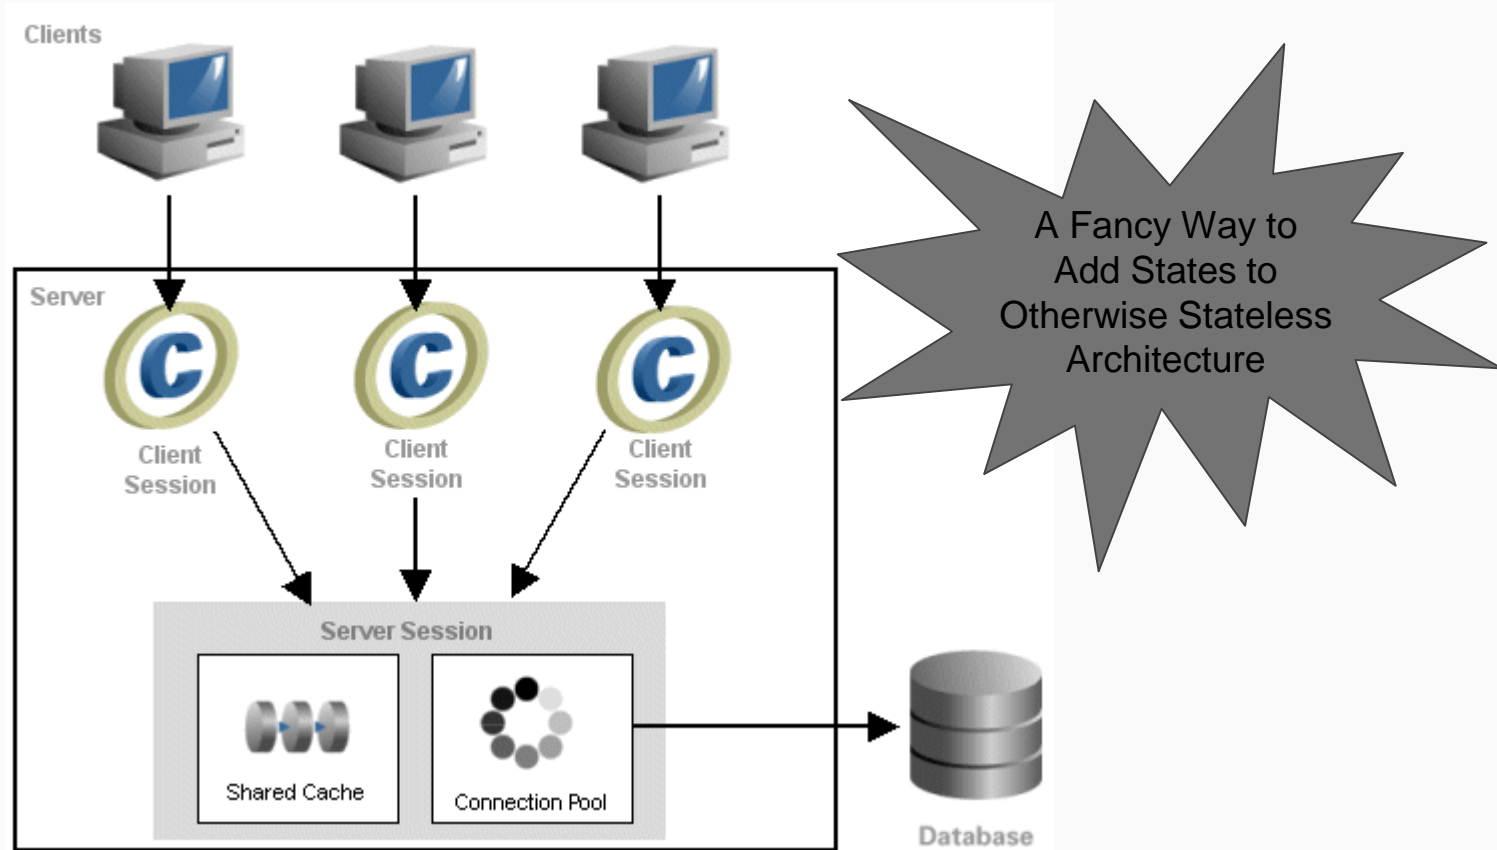 Clients
A Fancy Way to
Add States to
Otherwise Stateless
Architecture
Server
C
C
C
Client
Session
Client
Session
Client
Session
Server Session
Shared Cache
Connection Pool
Database